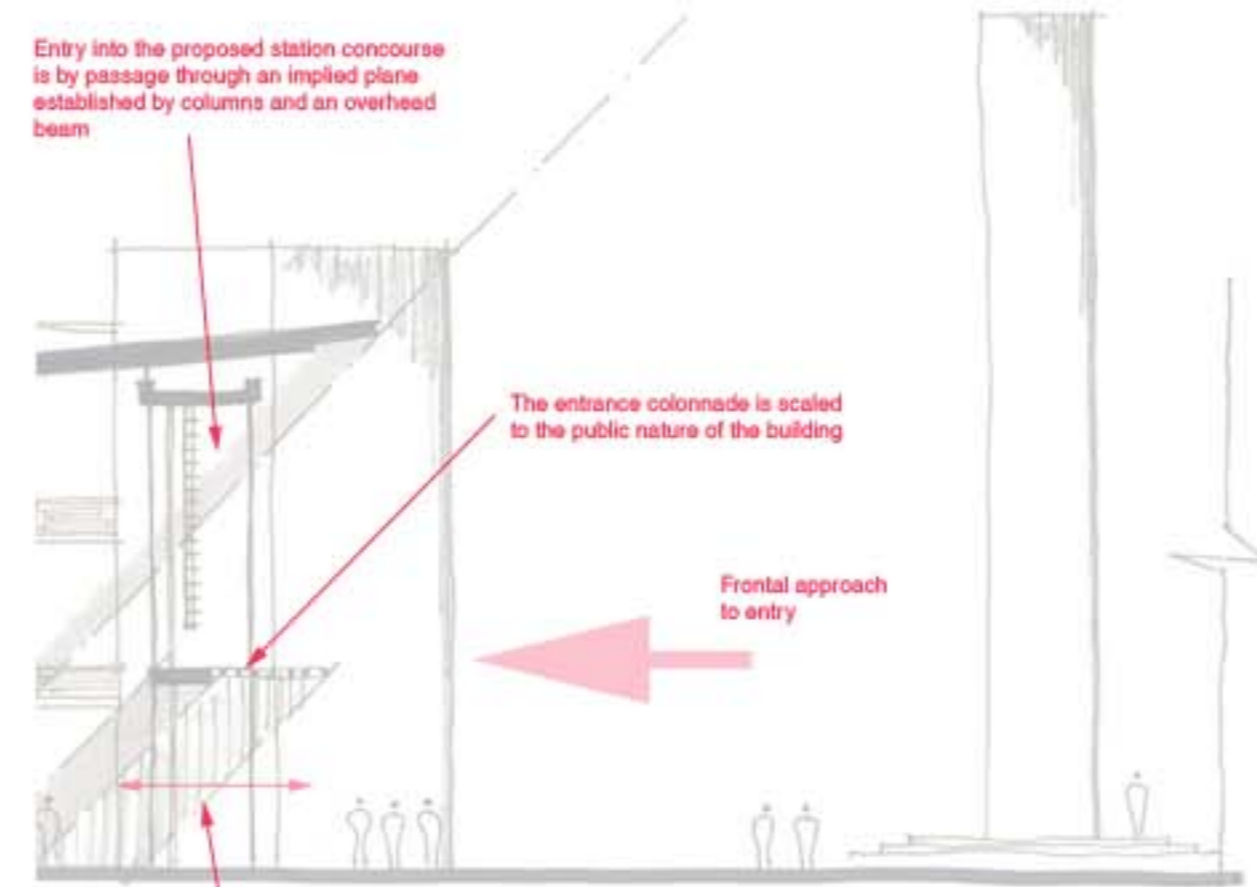 Entry into the proposed station concourse
is by passage through an implied plane
established by columns and an overhead
beam
The entrance colonnade is scaled
to the public nature of the building
Frontal approach
to entry